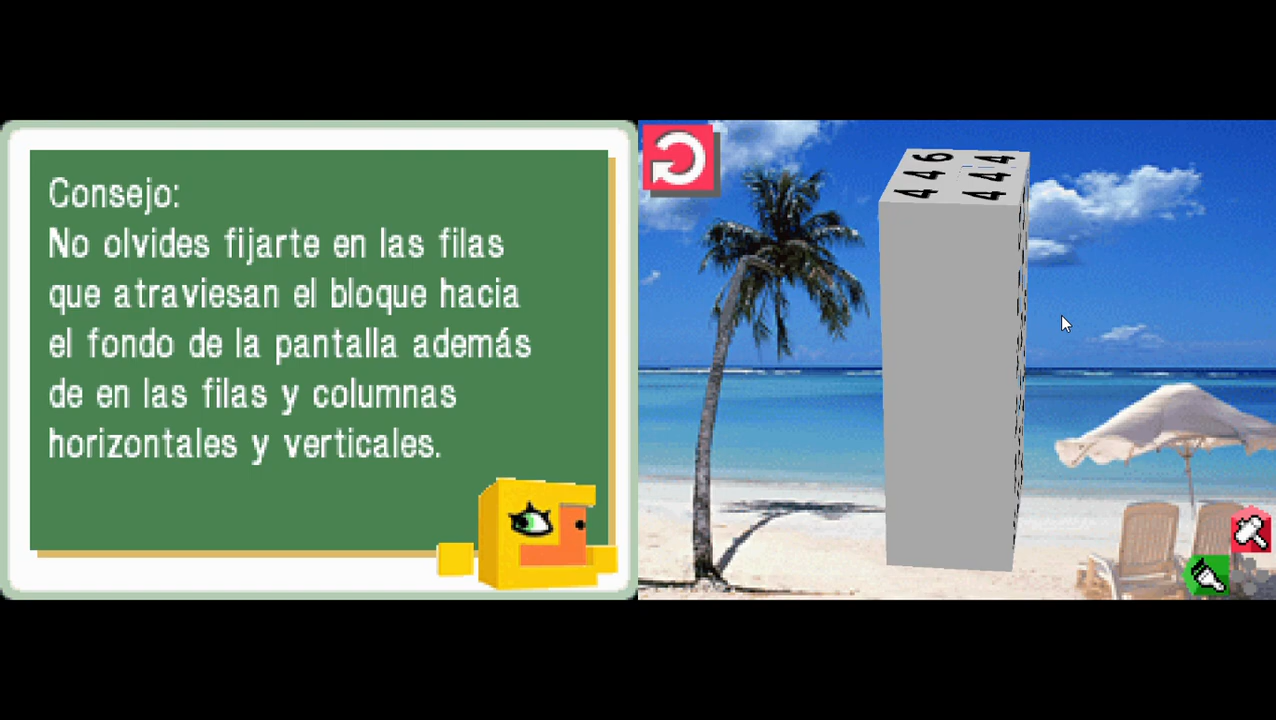 Consejo:
No olvides fijarte en las filas
que atraviesan el bloque hacia
el fondo de la pantalla además
de en las filas y columnas
horizontales y verticales.
6 4
4 4
4 4